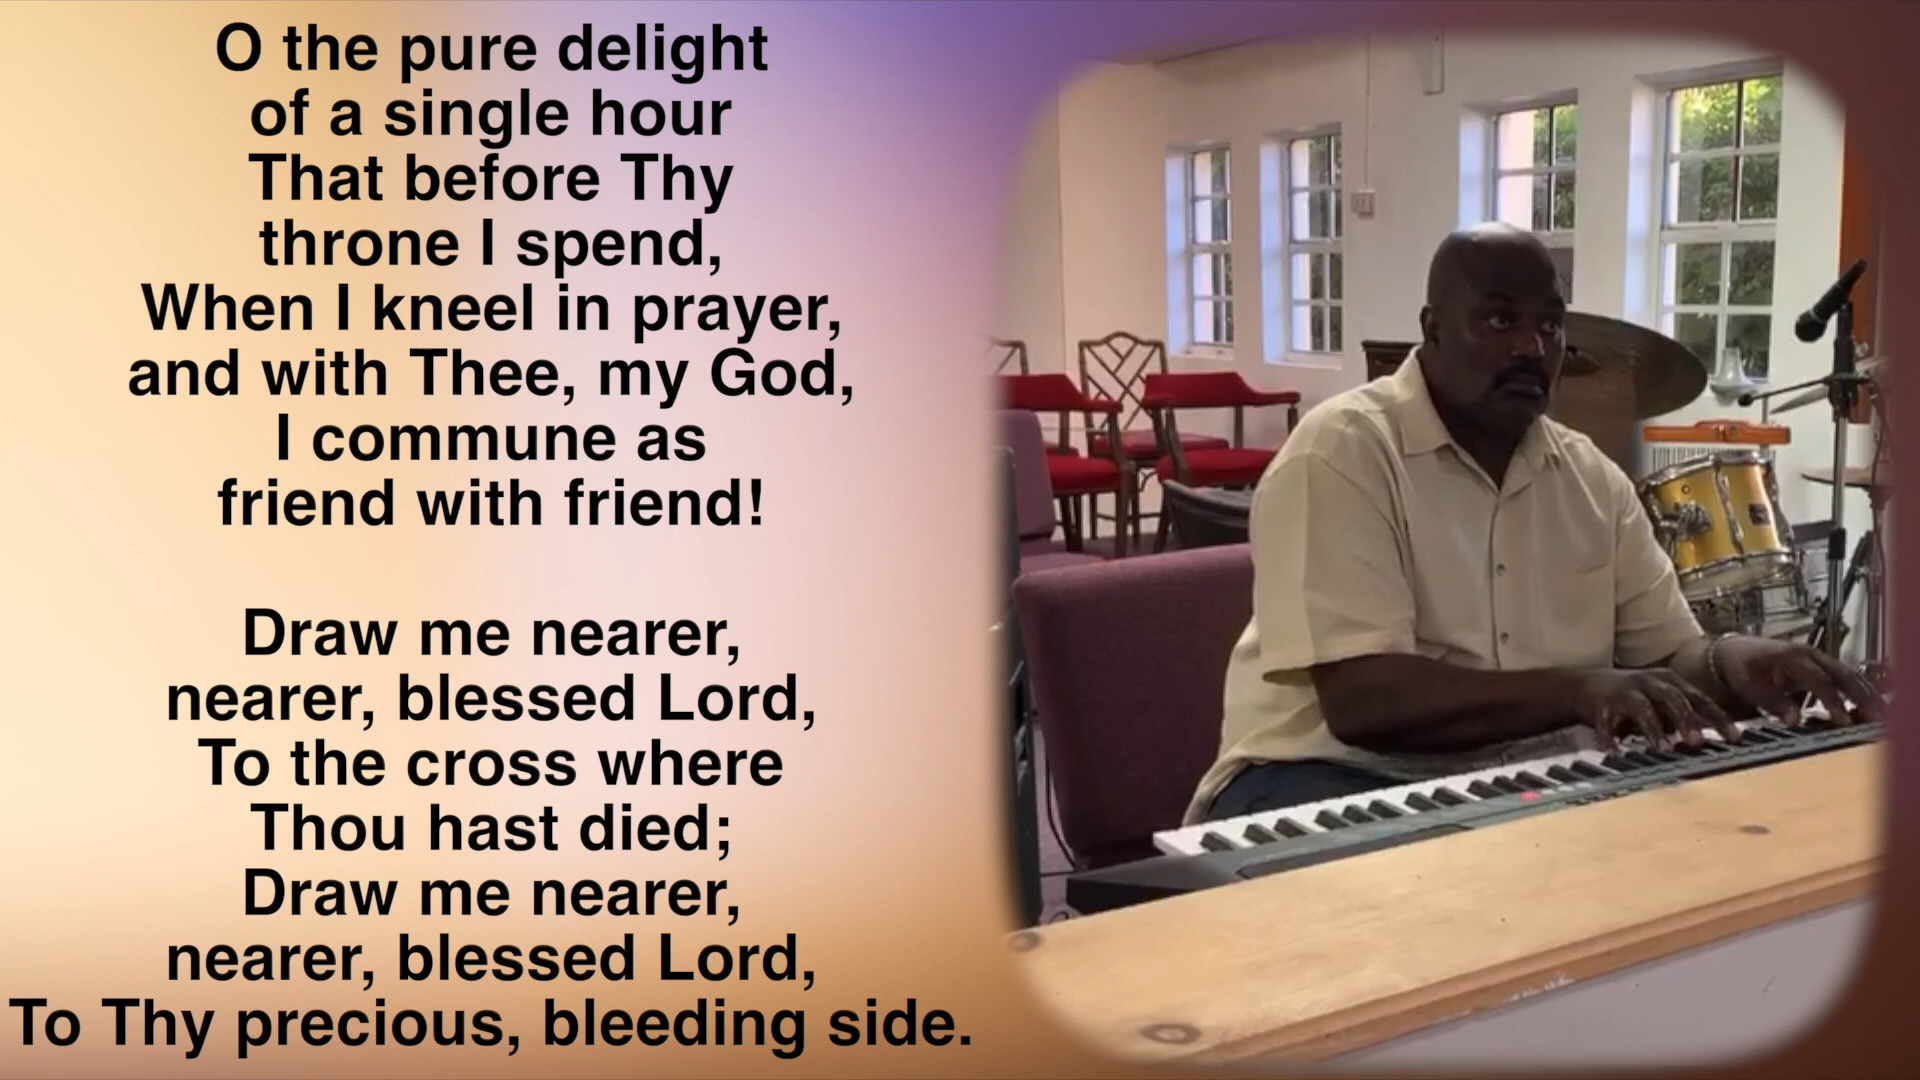 O the pure delight
of a single hour
That before Thy
throne I spend,
When I kneel in prayer,
and with Thee, my God,
I commune as
friend with friend!
Draw me nearer,
nearer, blessed Lord,
To the cross where
Thou hast died;
Draw me nearer,
nearer, blessed Lord,
To Thy precious, bleeding side.